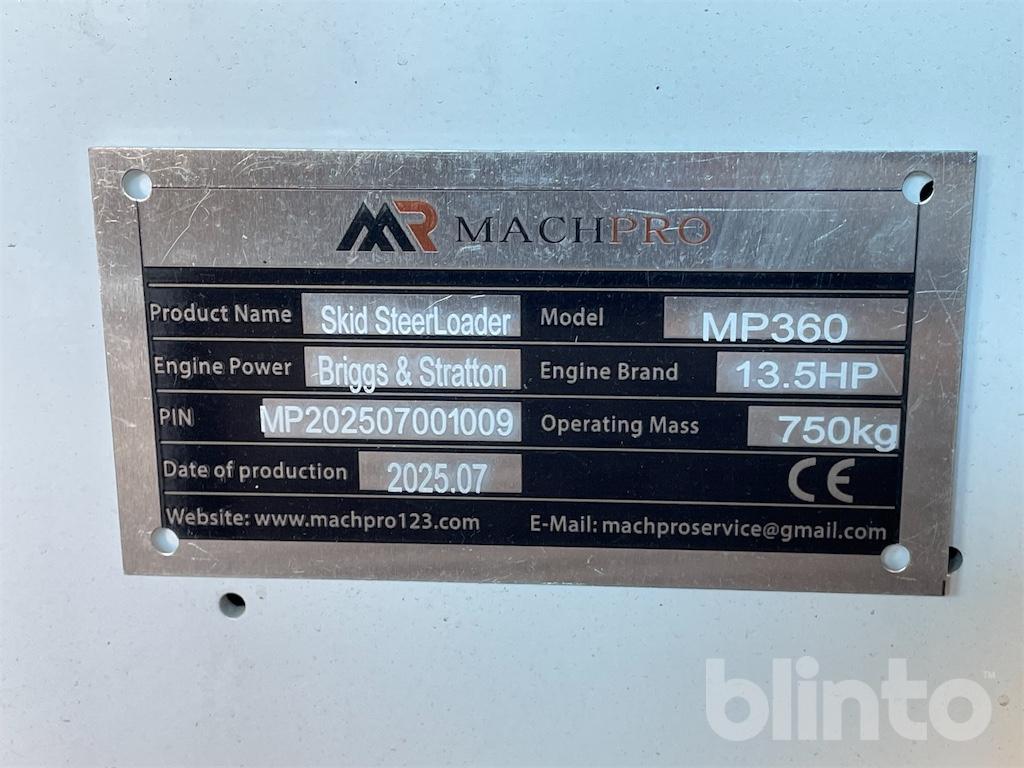 MR MACHPRO
Product Name Skid SteerLoader Model MP360
Engine Power Briggs & Stratton Engine Brand 13.5HP
PIN MP202507001009 Operating Mass 750kg
Date of production 2025.07 CE
Website: www.machpro123.com E-Mail: machproservice@gmail.com
blinto™